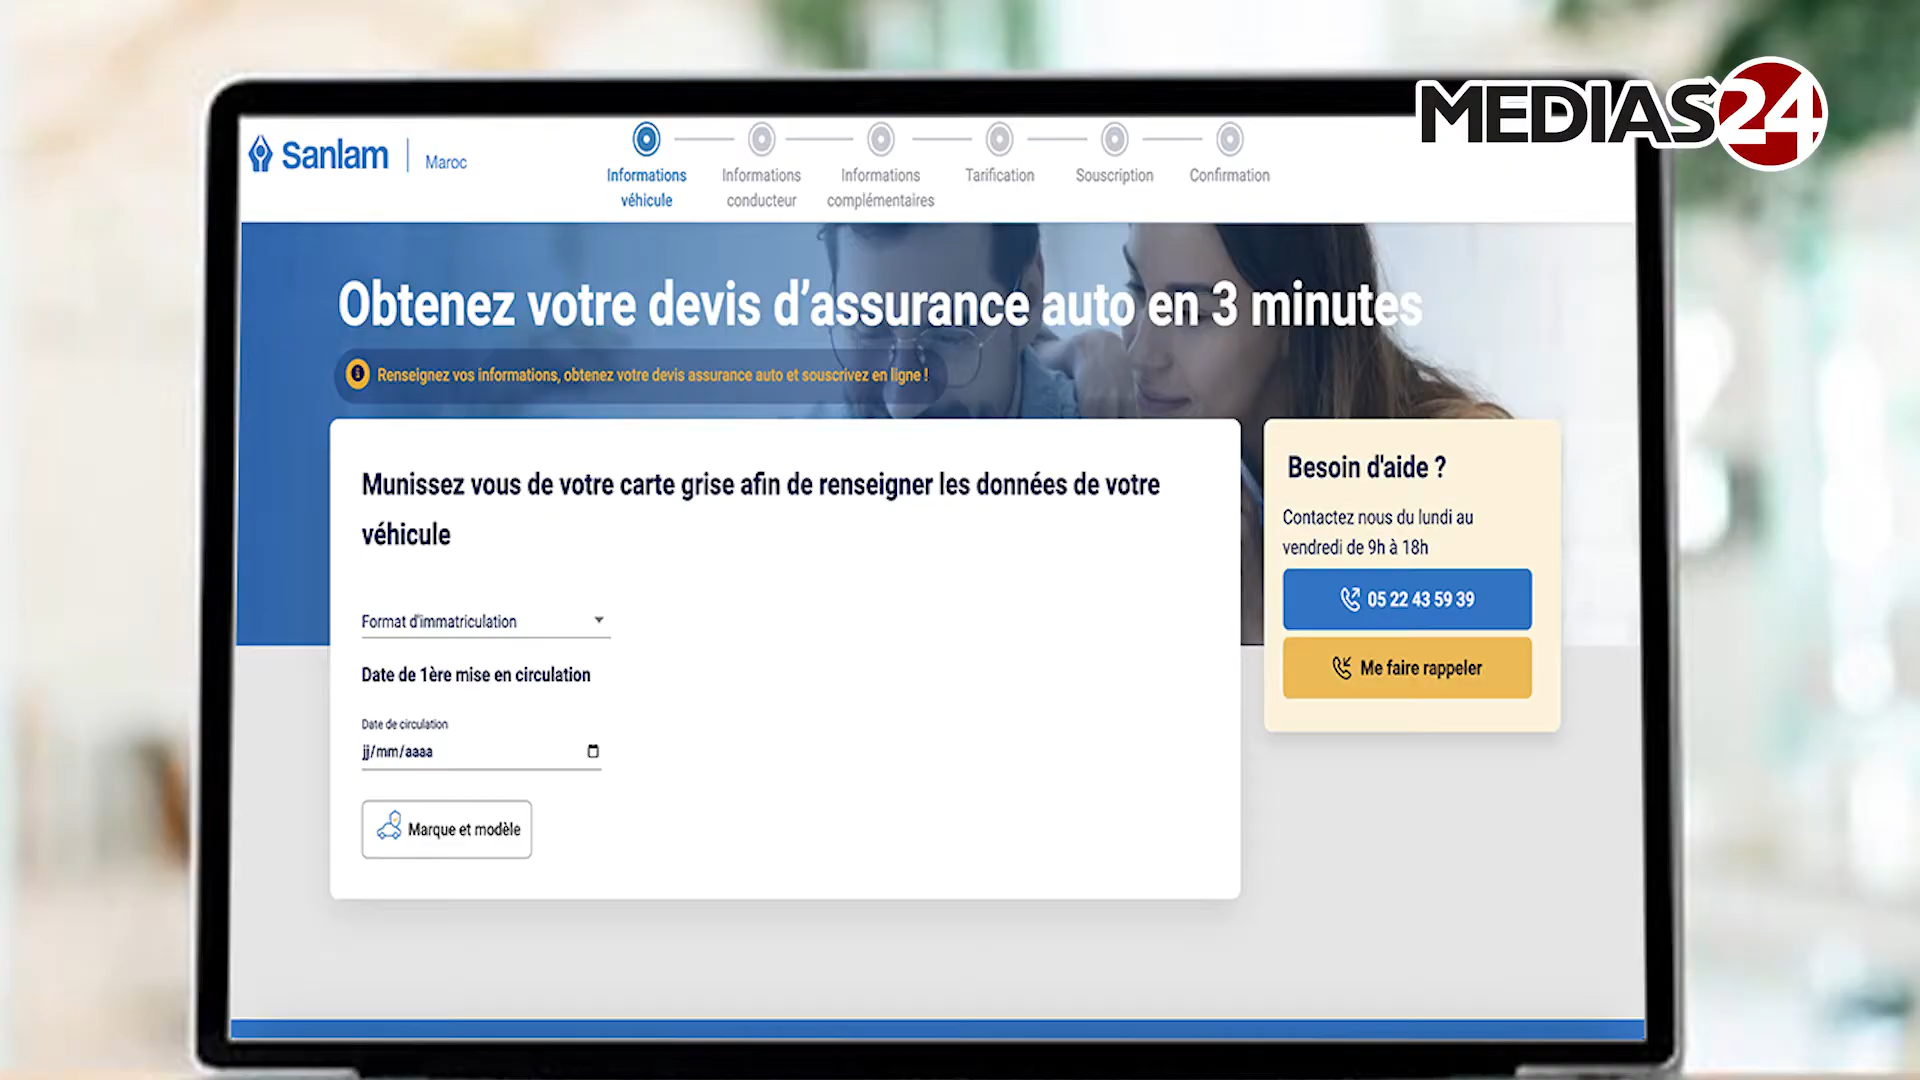 MEDIAS24
Sanlam | Maroc
Informations
véhicule
Informations
conducteur
Informations
complémentaires
Tarification
Souscription
Confirmation
Obtenez votre devis d’assurance auto en 3 minutes
Renseignez vos informations, obtenez votre devis assurance auto et souscrivez en ligne !
Munissez vous de votre carte grise afin de renseigner les données de votre
véhicule
Format d'immatriculation
Date de 1ère mise en circulation
Date de circulation
jj/mm/aaaa
Marque et modèle
Besoin d'aide ?
Contactez nous du lundi au
vendredi de 9h à 18h
05 22 43 59 39
Me faire rappeler